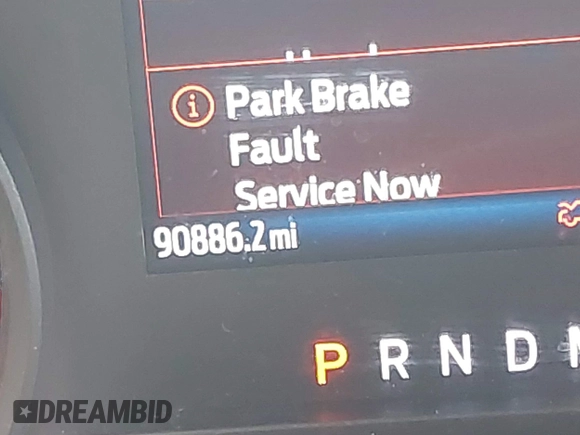 Park Brake
Fault
Service Now
90886.2 mi
P R N D
DREAMBID